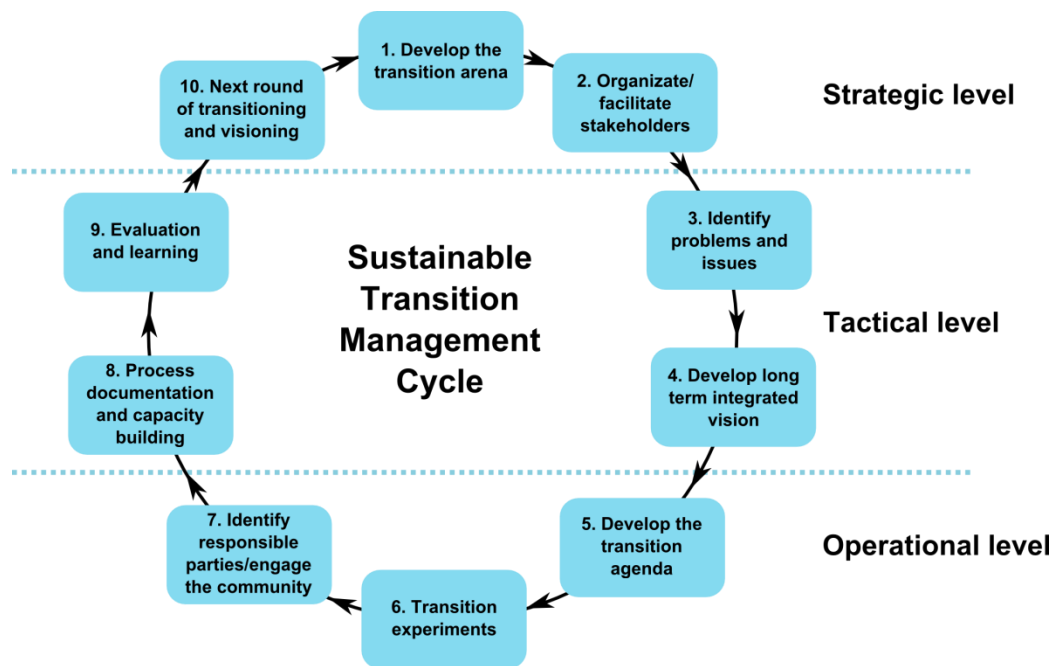 1. Develop the
transition arena
2. Organizate/
facilitate
stakeholders
Strategic level
3. Identify
problems and
issues
4. Develop long
term integrated
vision
Tactical level
5. Develop the
transition
agenda
Operational level
6. Transition
experiments
7. Identify
responsible
parties/engage
the community
8. Process
documentation
and capacity
building
9. Evaluation
and learning
10. Next round
of transitioning
and visioning
Sustainable
Transition
Management
Cycle